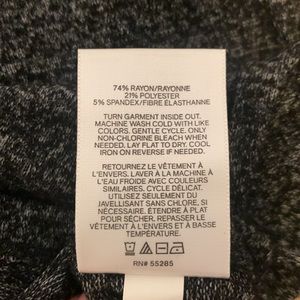 74% RAYON/RAYONNE
21% POLYESTER
5% SPANDEX/FIBRE ÉLASTHANNE
TURN GARMENT INSIDE OUT.
MACHINE WASH COLD WITH LIKE
COLORS. GENTLE CYCLE. ONLY
NON-CHLORINE BLEACH WHEN
NEEDED. LAY FLAT TO DRY. COOL
IRON ON REVERSE IF NEEDED.
RETOURNEZ LE VÊTEMENT À
L'ENVERS. LAVER À LA MACHINE À
L'EAU FROIDE AVEC COULEURS
SIMILAIRES. CYCLE DÉLICAT.
UTILISEZ SEULEMENT DU
JAVELLISANT SANS CHLORE, SI
NÉCESSAIRE. ÉTENDRE À PLAT
POUR SÉCHER. REPASSER LE
VÊTEMENT À L'ENVERS ET À BASSE
TEMPÉRATURE.
RN# 55285